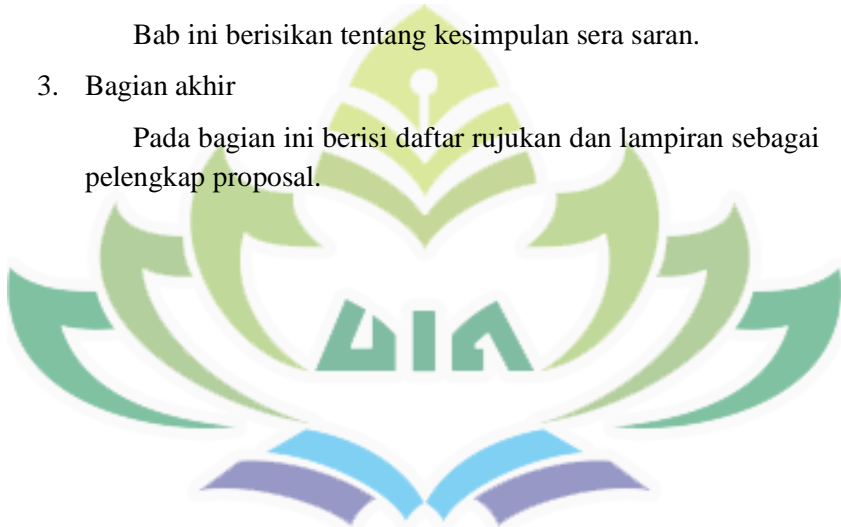 Bab ini berisikan tentang kesimpulan sera saran.
3. Bagian akhir
Pada bagian ini berisi daftar rujukan dan lampiran sebagai
pelengkap proposal.
UIN